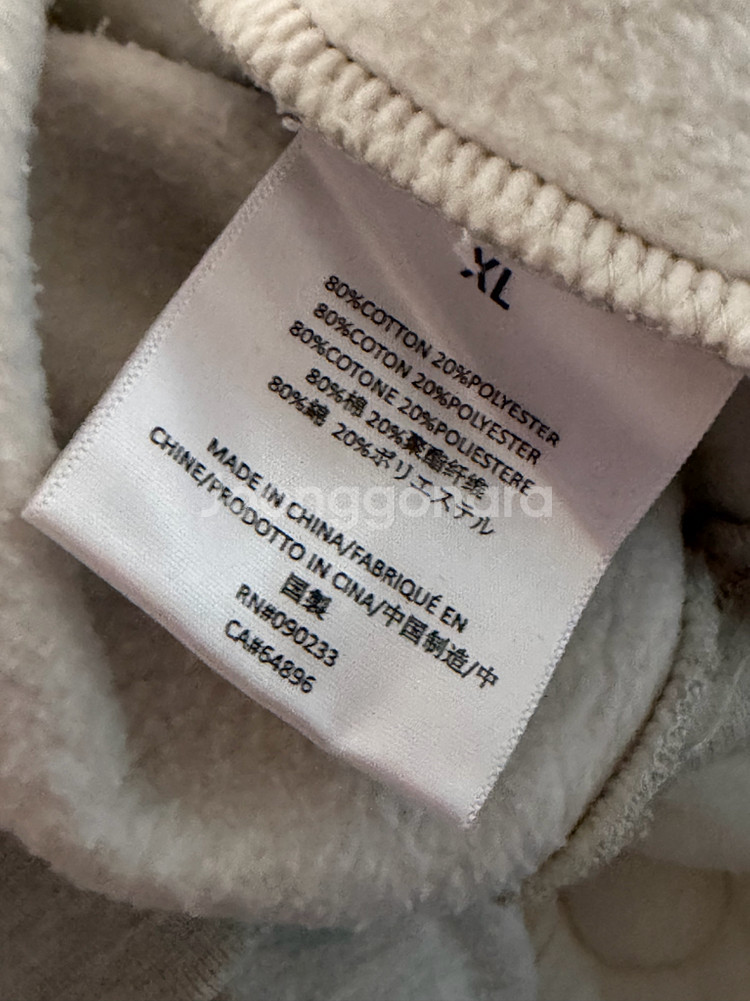 XL
80%COTTON 20%POLYESTER
80%COTON 20%POLYESTER
80%COTONE 20%POLIESTERE
80%棉 20%聚酯纤维
80%綿 20%ポリエステル
MADE IN CHINA/FABRIQUÉ EN
CHINE/PRODOTTO IN CINA/中国制造/中
国製
RN#090233
CA#64896
joonggonara